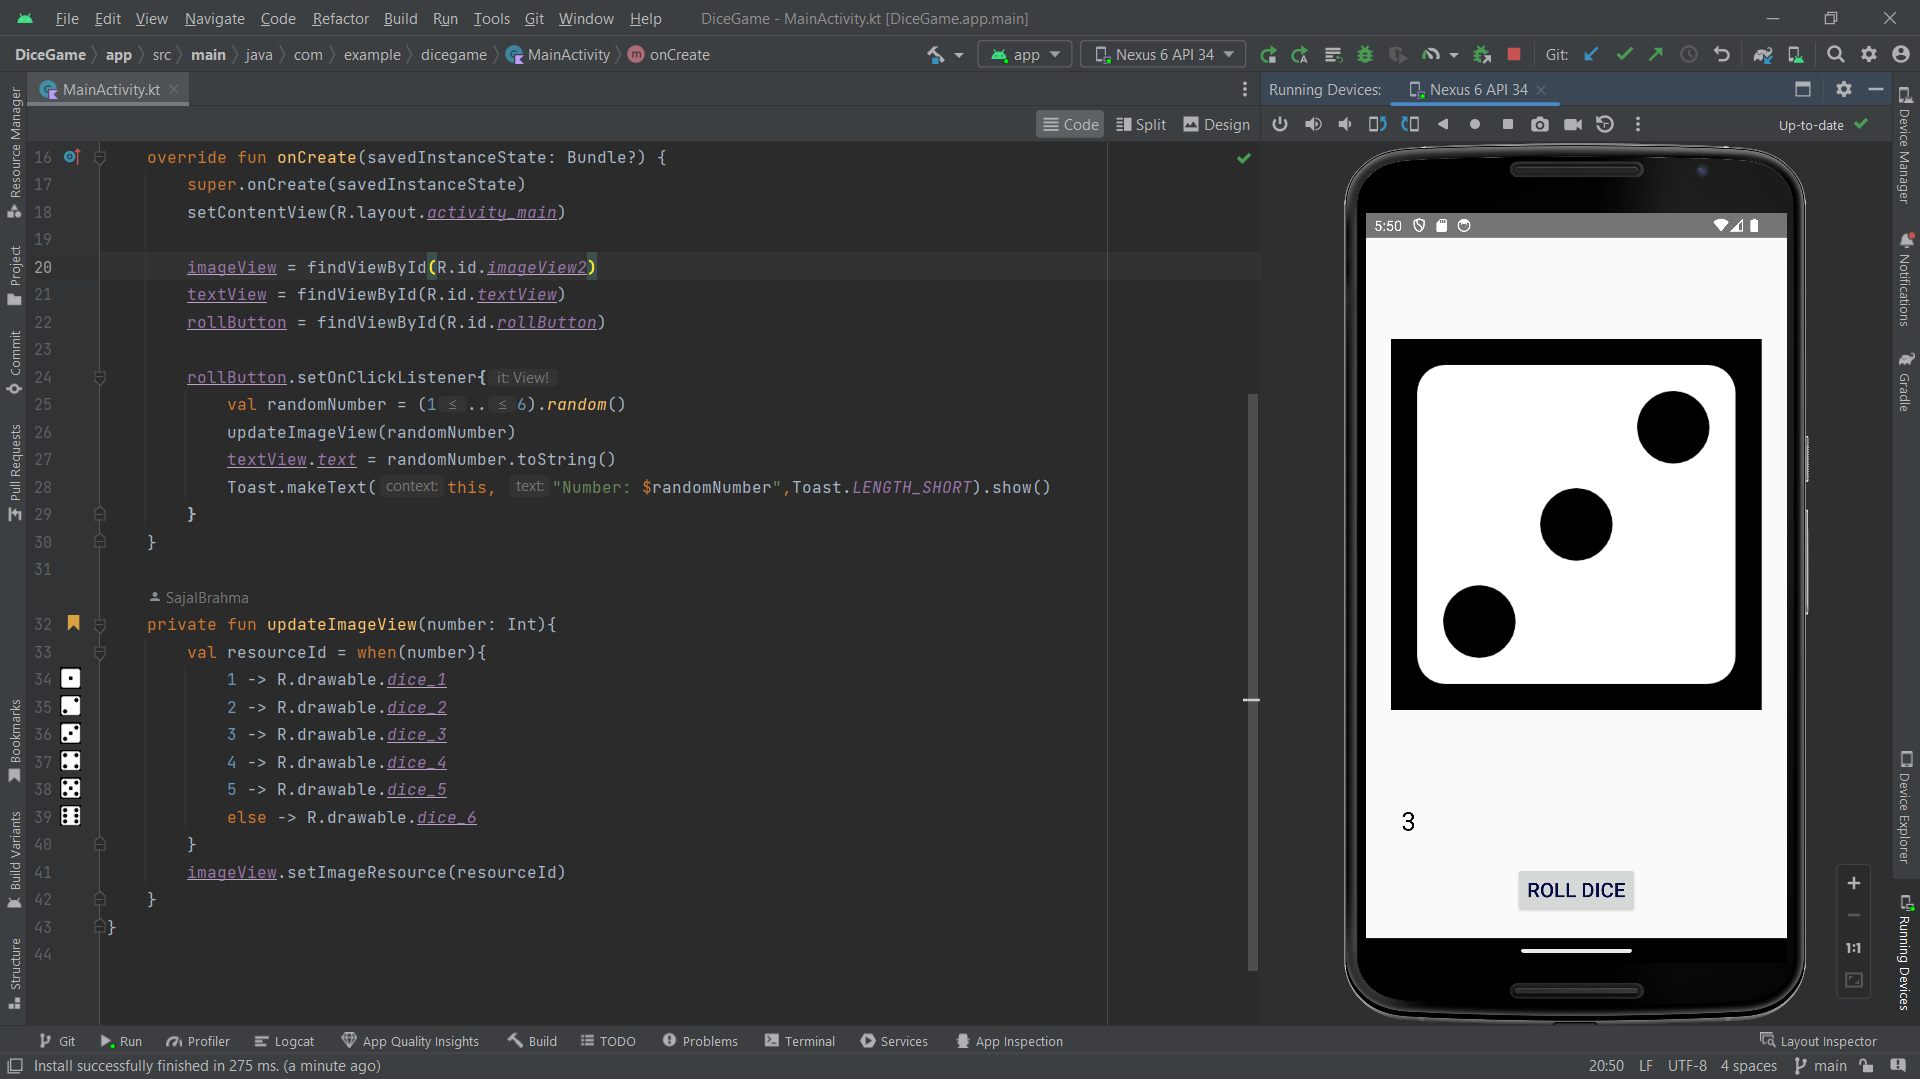 File Edit View Navigate Code Refactor Build Run Tools Git Window Help DiceGame - MainActivity.kt [DiceGame.app.main]
DiceGame app src main java com example dicegame MainActivity m onCreate app Nexus 6 API 34 Git:
MainActivity.kt Running Devices: Nexus 6 API 34
Code Split Design Up-to-date
Resource Manager
Project
Commit
Pull Requests
Bookmarks
Build Variants
Structure
16 override fun onCreate(savedInstanceState: Bundle?) {
17 super.onCreate(savedInstanceState)
18 setContentView(R.layout.activity_main)
19
20 imageView = findViewById(R.id.imageView2)
21 textView = findViewById(R.id.textView)
22 rollButton = findViewById(R.id.rollButton)
23
24 rollButton.setOnClickListener{ it: View!
25 val randomNumber = (1 ≤ .. ≤ 6).random()
26 updateImageView(randomNumber)
27 textView.text = randomNumber.toString()
28 Toast.makeText( context: this, text: "Number: $randomNumber",Toast.LENGTH_SHORT).show()
29 }
30 }
31
SajalBrahma
32 private fun updateImageView(number: Int){
33 val resourceId = when(number){
34 1 -> R.drawable.dice_1
35 2 -> R.drawable.dice_2
36 3 -> R.drawable.dice_3
37 4 -> R.drawable.dice_4
38 5 -> R.drawable.dice_5
39 else -> R.drawable.dice_6
40 }
41 imageView.setImageResource(resourceId)
42 }
43 }
44
5:50
3
ROLL DICE
1:1
Device Manager
Notifications
Gradle
Device Explorer
Running Devices
Git Run Profiler Logcat App Quality Insights Build TODO Problems Terminal Services App Inspection Layout Inspector
Install successfully finished in 275 ms. (a minute ago) 20:50 LF UTF-8 4 spaces main